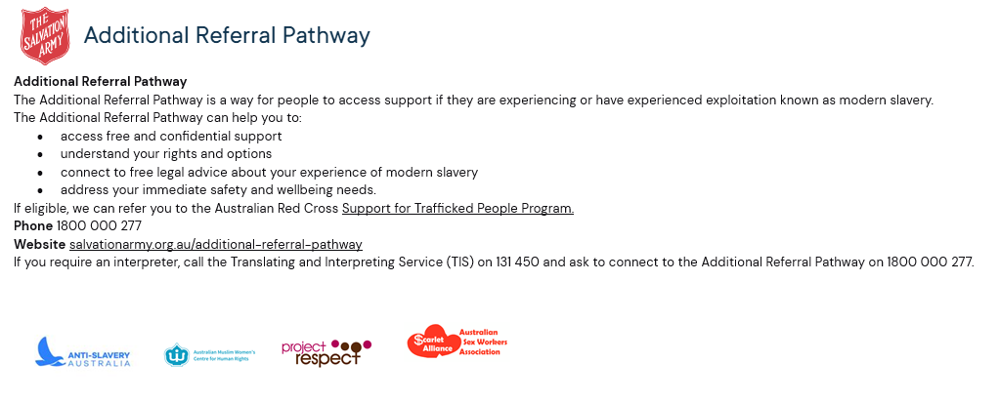 THE
SALVATION
ARMY
Additional Referral Pathway
Additional Referral Pathway
The Additional Referral Pathway is a way for people to access support if they are experiencing or have experienced exploitation known as modern slavery.
The Additional Referral Pathway can help you to:
• access free and confidential support
• understand your rights and options
• connect to free legal advice about your experience of modern slavery
• address your immediate safety and wellbeing needs.
If eligible, we can refer you to the Australian Red Cross Support for Trafficked People Program.
Phone 1800 000 277
Website salvationarmy.org.au/additional-referral-pathway
If you require an interpreter, call the Translating and Interpreting Service (TIS) on 131 450 and ask to connect to the Additional Referral Pathway on 1800 000 277.
ANTI-SLAVERY
AUSTRALIA
Australian Muslim Women's
Centre for Human Rights
project
respect
Scarlet
Alliance
Australian
Sex Workers
Association